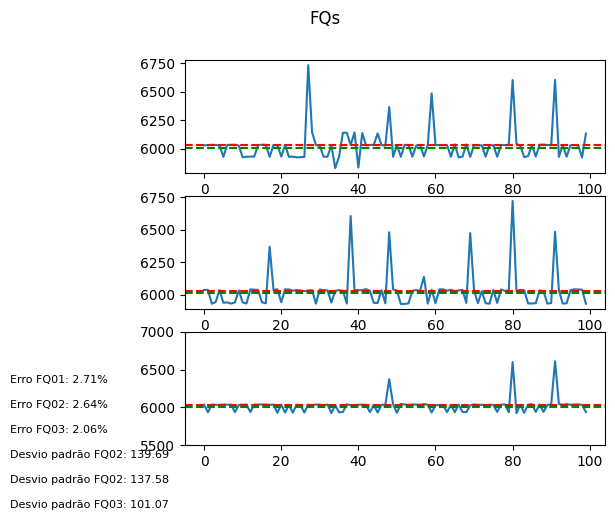 FQs
6750
6500
6250
6000
0 20 40 60 80 100
6750
6500
6250
6000
0 20 40 60 80 100
7000
6500
6000
5500
0 20 40 60 80 100
Erro FQ01: 2.71%
Erro FQ02: 2.64%
Erro FQ03: 2.06%
Desvio padrão FQ02: 139.69
Desvio padrão FQ02: 137.58
Desvio padrão FQ03: 101.07